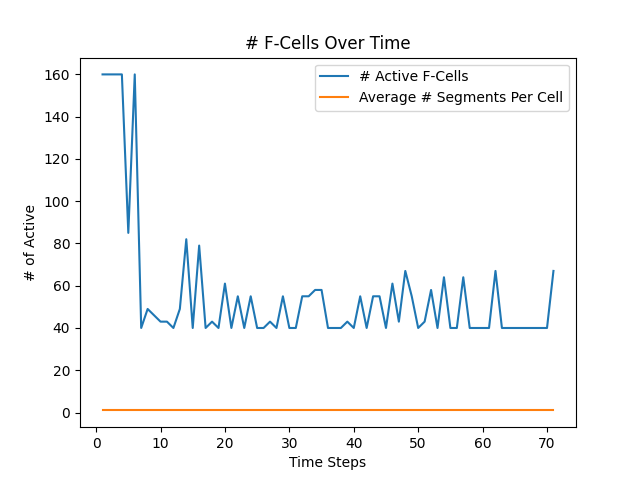 # F-Cells Over Time
# Active F-Cells
Average # Segments Per Cell
# of Active
160
140
120
100
80
60
40
20
0
0 10 20 30 40 50 60 70
Time Steps